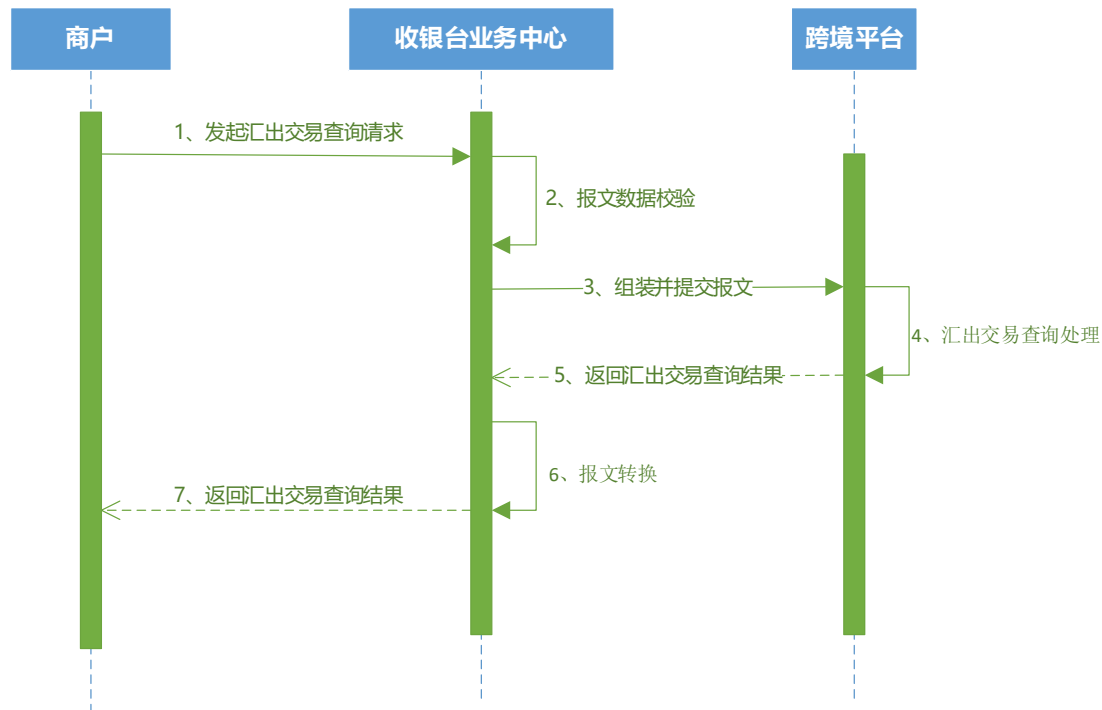 商户
收银台业务中心
跨境平台
1、发起汇出交易查询请求
2、报文数据校验
3、组装并提交报文
4、汇出交易查询处理
5、返回汇出交易查询结果
6、报文转换
7、返回汇出交易查询结果